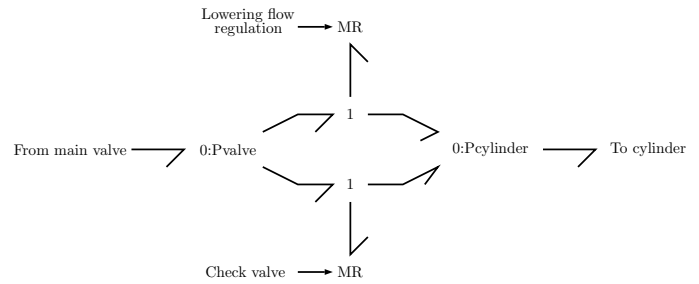 Lowering flow
regulation
MR
1
From main valve
0:Pvalve
0:Pcylinder
To cylinder
1
Check valve
MR